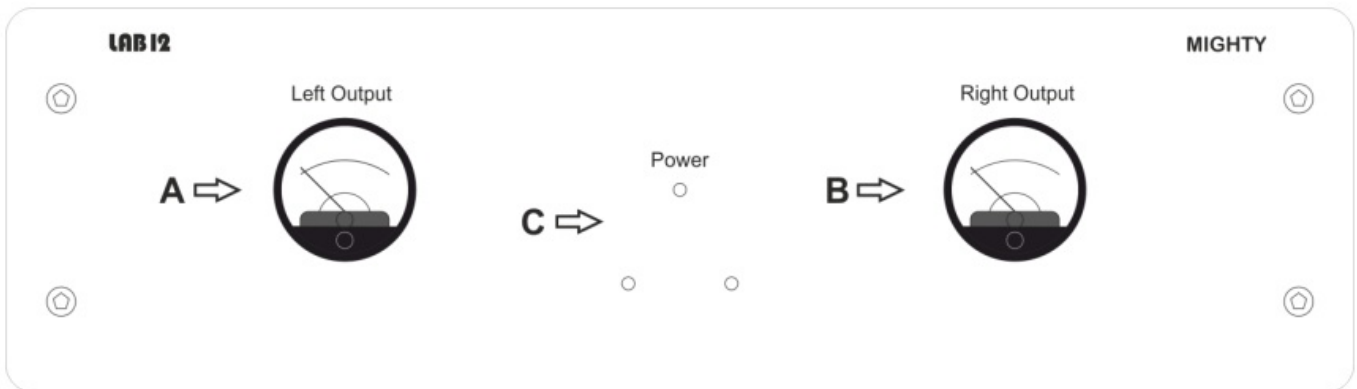 LAB12
MIGHTY
Left Output
Right Output
Power
A
B
C